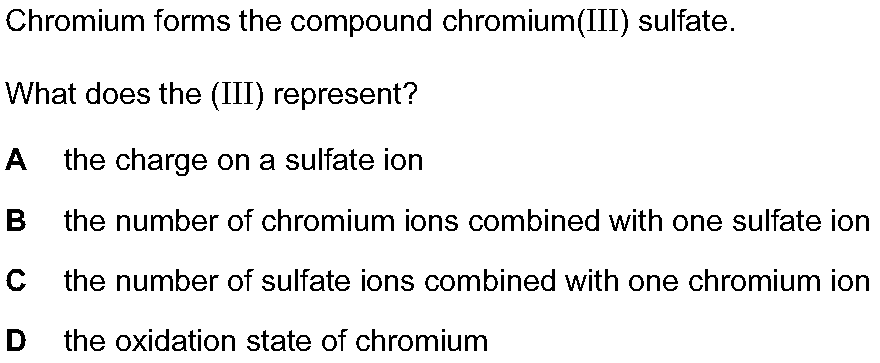 Chromium forms the compound chromium(III) sulfate.
What does the (III) represent?
A the charge on a sulfate ion
B the number of chromium ions combined with one sulfate ion
C the number of sulfate ions combined with one chromium ion
D the oxidation state of chromium